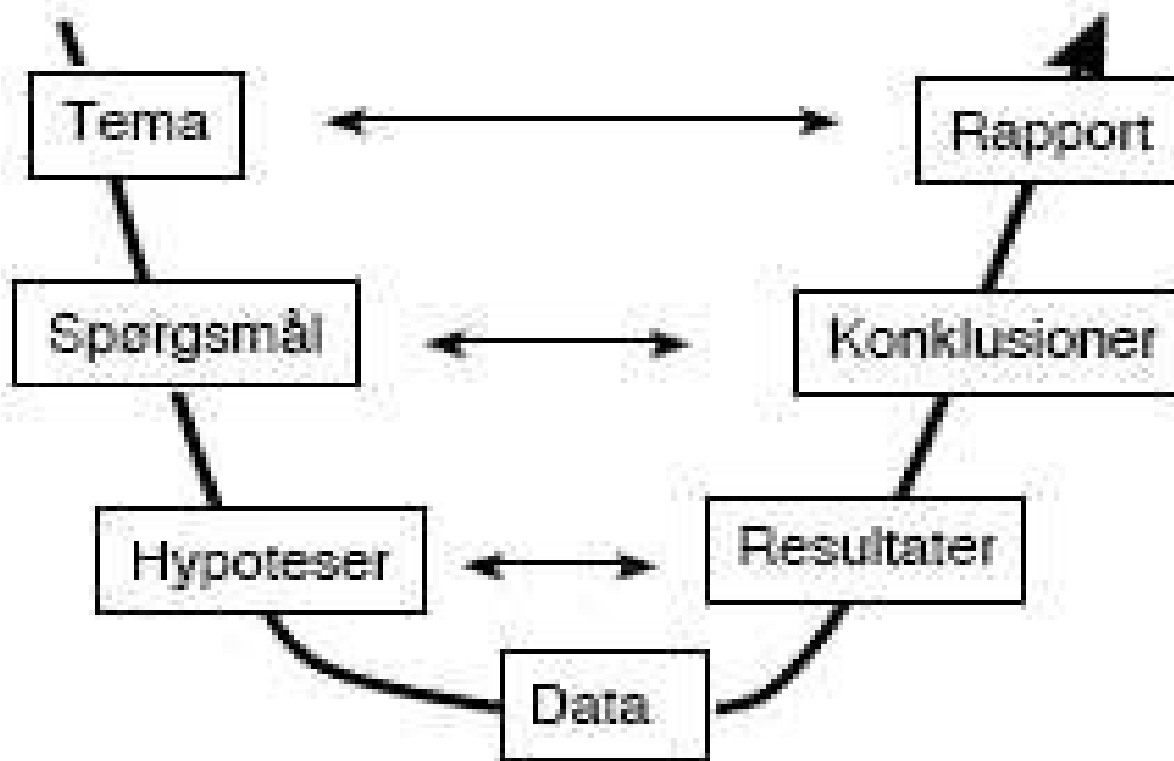 Tema
Rapport
Spørgsmål
Konklusioner
Hypoteser
Resultater
Data